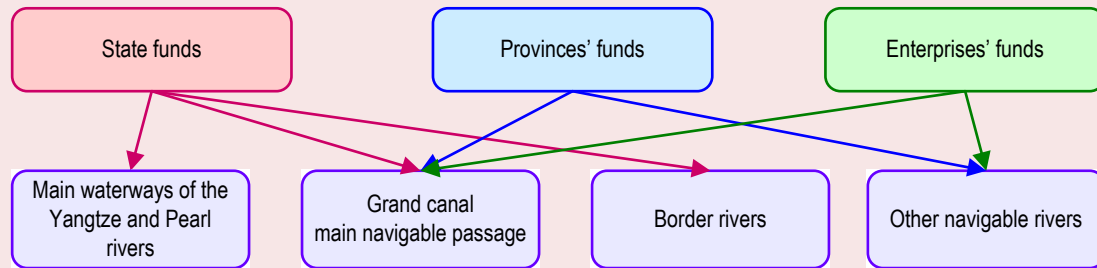 State funds
Provinces’ funds
Enterprises’ funds
Main waterways of the
Yangtze and Pearl
rivers
Grand canal
main navigable passage
Border rivers
Other navigable rivers